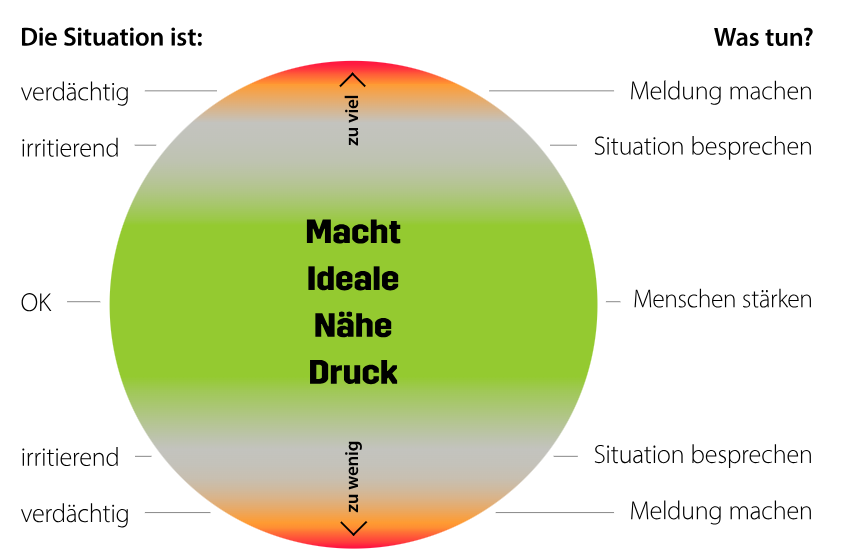 Die Situation ist:
Was tun?
verdächtig
zu viel
Meldung machen
irritierend
Situation besprechen
Macht
Ideale
Nähe
Druck
OK
Menschen stärken
irritierend
zu wenig
Situation besprechen
verdächtig
Meldung machen